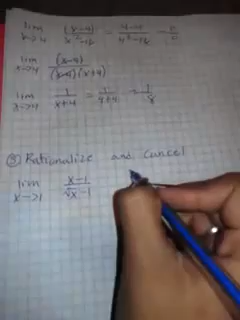 lim x→4 (x-4)/(x²-16) = 4-4/4²-16 = 0/0
lim x→4 (x-4)/(x-4)(x+4)
lim x→4 1/x+4 = 1/4+4 = 1/8
③ Rationalize and Cancel
lim x→1 x-1/√x-1